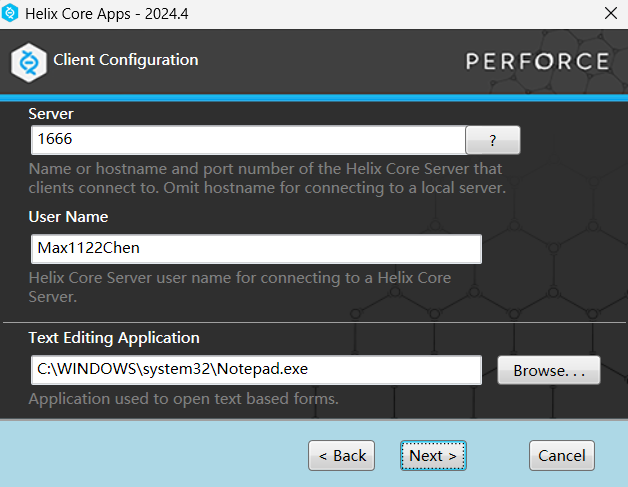 Helix Core Apps - 2024.4
Client Configuration
PERFORCE
Server
1666
?
Name or hostname and port number of the Helix Core Server that
clients connect to. Omit hostname for connecting to a local server.
User Name
Max1122Chen
Helix Core Server user name for connecting to a Helix Core
Server.
Text Editing Application
C:\WINDOWS\system32\Notepad.exe
Browse. . .
Application used to open text based forms.
< Back
Next >
Cancel